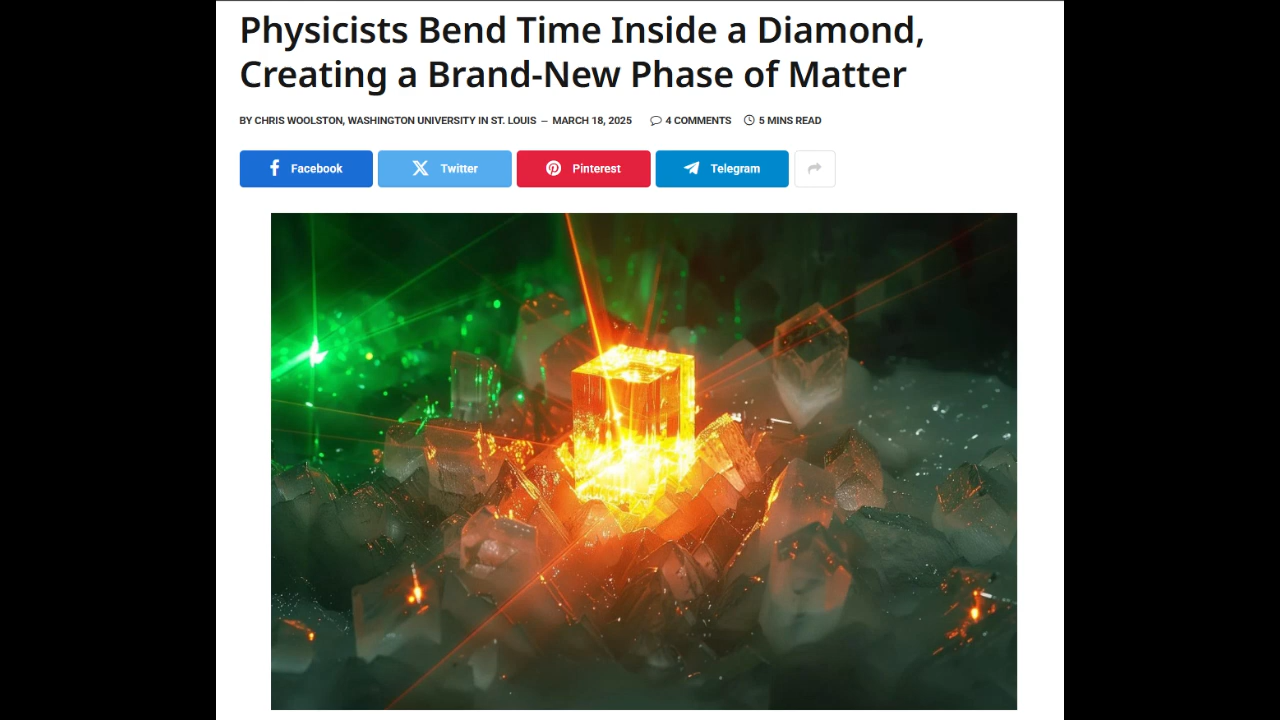 Physicists Bend Time Inside a Diamond,
Creating a Brand-New Phase of Matter
BY CHRIS WOOLSTON, WASHINGTON UNIVERSITY IN ST. LOUIS — MARCH 18, 2025 4 COMMENTS 5 MINS READ
Facebook Twitter Pinterest Telegram